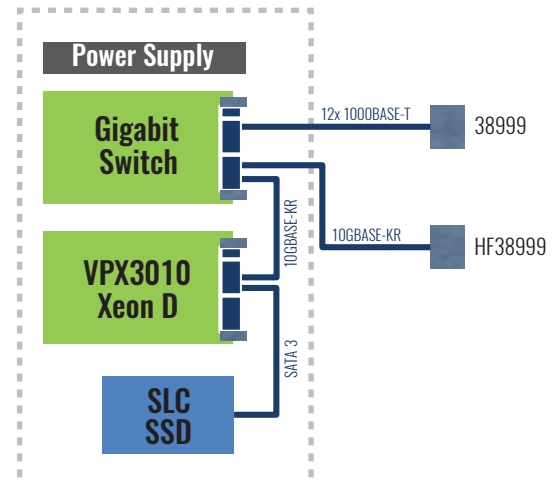 Power Supply
Gigabit
Switch
12x 1000BASE-T
38999
10GBASE-KR
10GBASE-KR
HF38999
VPX3010
Xeon D
SATA 3
SLC
SSD